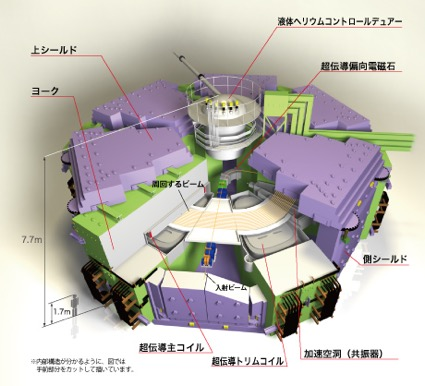 液体ヘリウムコントロールデュアー
上シールド
超伝導偏向電磁石
ヨーク
周回するビーム
7.7m
側シールド
入射ビーム
1.7m
超伝導主コイル
超伝導トリムコイル
加速空洞（共振器）
※内部構造が分かるように、図では
手前部分をカットして描いています。